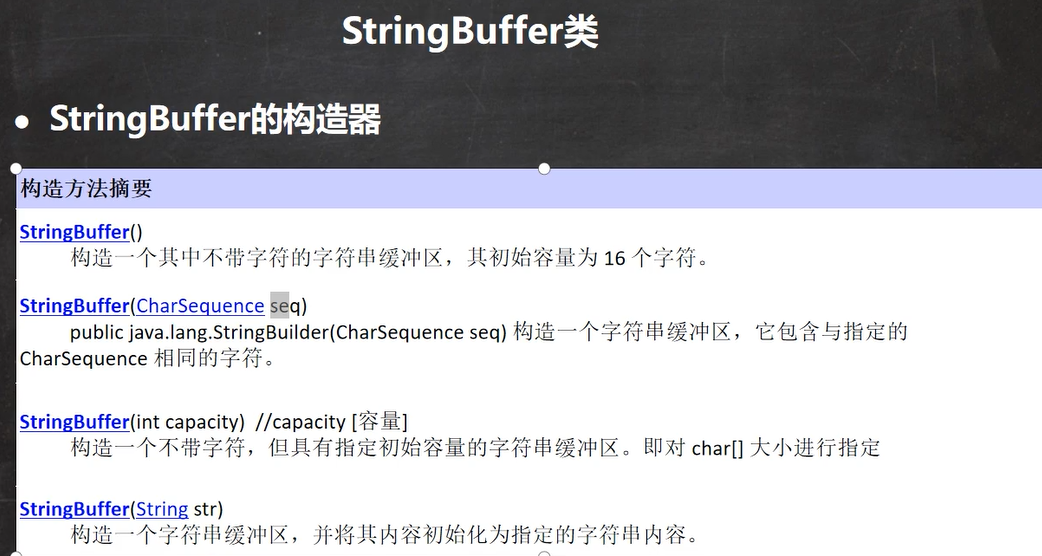 StringBuffer类
● StringBuffer的构造器
构造方法摘要
StringBuffer()
构造一个其中不带字符的字符串缓冲区，其初始容量为 16 个字符。
StringBuffer(CharSequence seq)
public java.lang.StringBuilder(CharSequence seq) 构造一个字符串缓冲区，它包含与指定的
CharSequence 相同的字符。
StringBuffer(int capacity)  //capacity [容量]
构造一个不带字符，但具有指定初始容量的字符串缓冲区。即对 char[] 大小进行指定
StringBuffer(String str)
构造一个字符串缓冲区，并将其内容初始化为指定的字符串内容。